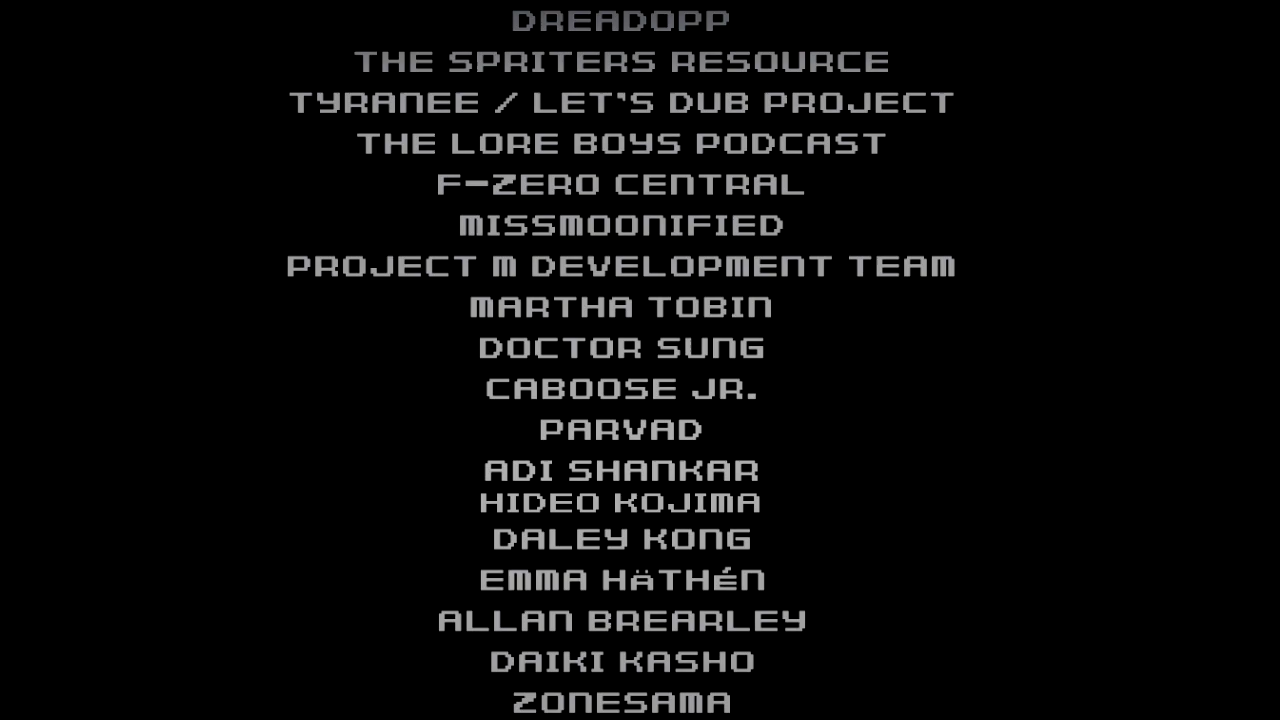 DREADOPP
THE SPRITERS RESOURCE
TYRANEE / LET'S DUB PROJECT
THE LORE BOYS PODCAST
F-ZERO CENTRAL
MISSMOONIFIED
PROJECT M DEVELOPMENT TEAM
MARTHA TOBIN
DOCTOR SUNG
CABOOSE JR.
PARVAD
ADI SHANKAR
HIDEO KOJIMA
DALEY KONG
EMMA HäTHéN
ALLAN BREARLEY
DAIKI KASHO
ZONESAMA